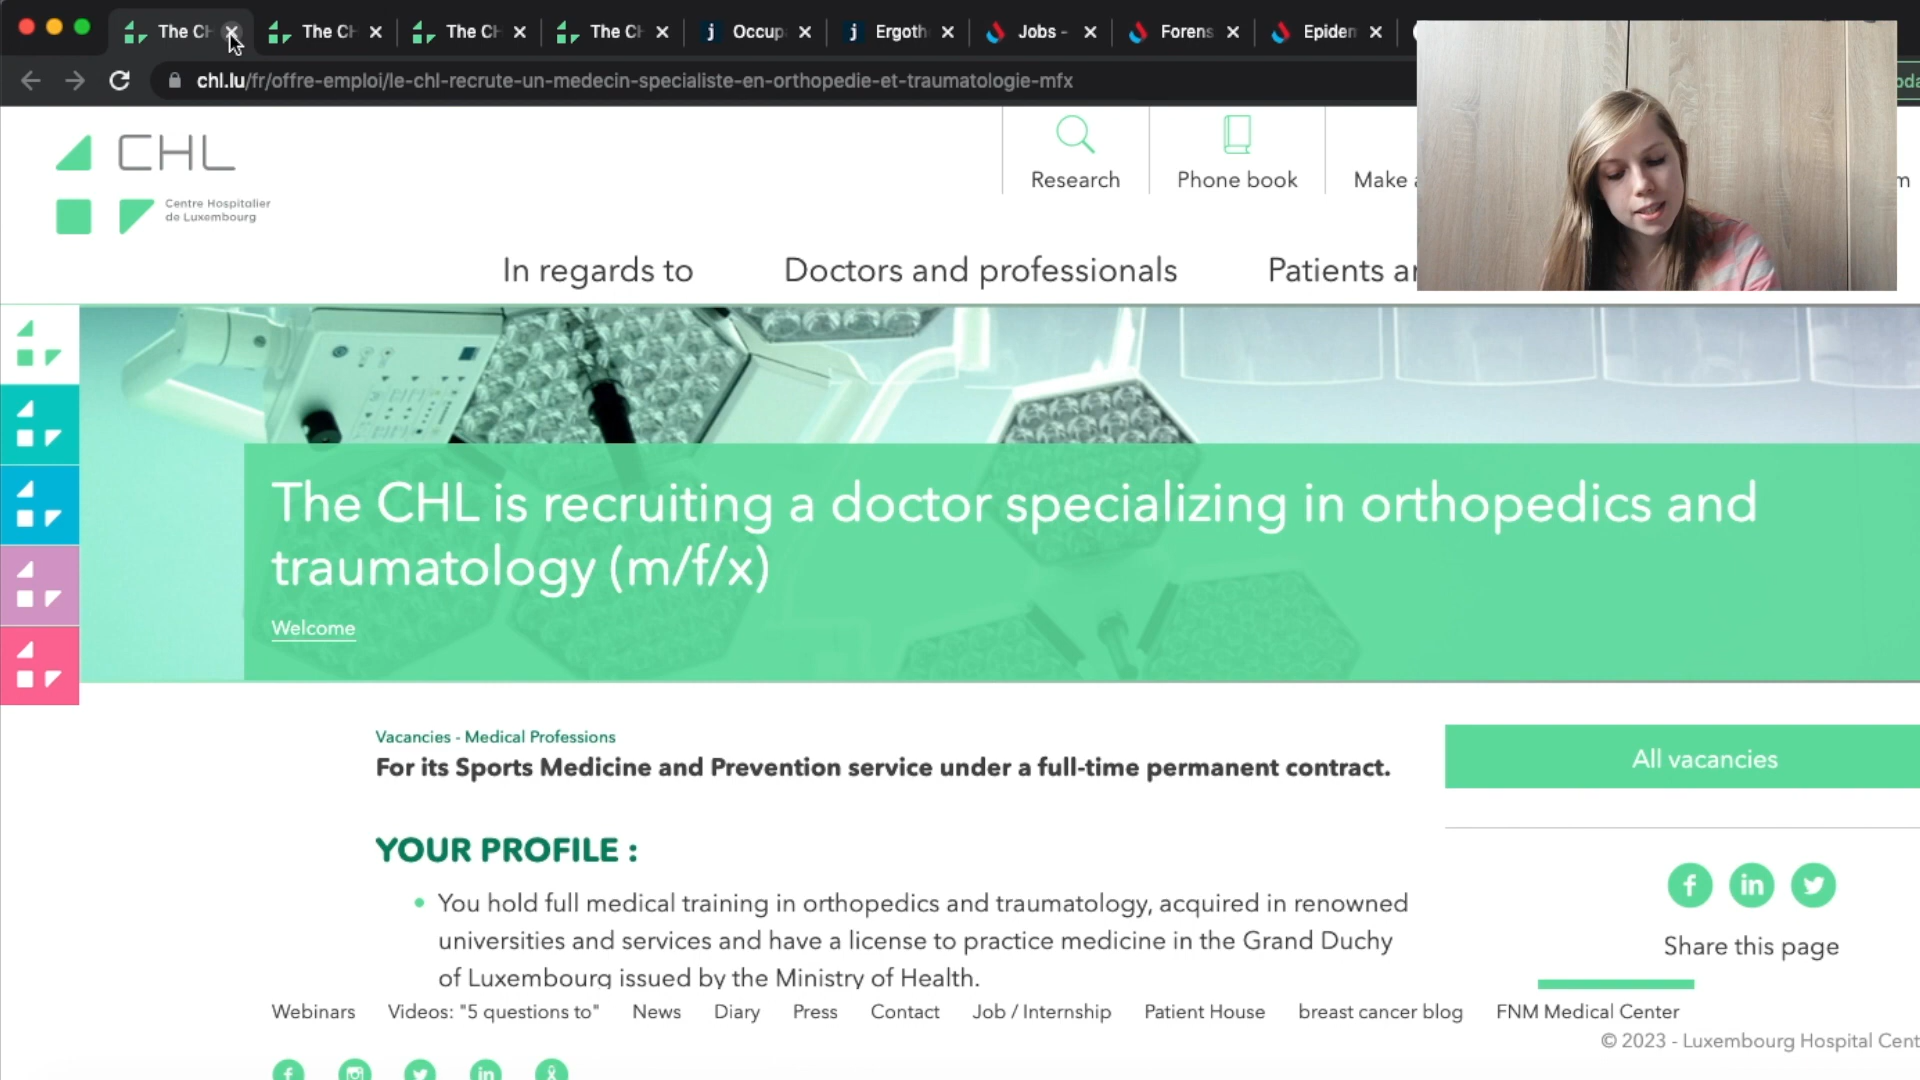 The CH
The CH
The CH
The CH
Occup
Ergoth
Jobs -
Forens
Epidem
chl.lu/fr/offre-emploi/le-chl-recrute-un-medecin-specialiste-en-orthopedie-et-traumatologie-mfx
CHL
Centre Hospitalier
de Luxembourg
Research
Phone book
Make
In regards to
Doctors and professionals
Patients
The CHL is recruiting a doctor specializing in orthopedics and
traumatology (m/f/x)
Welcome
Vacancies - Medical Professions
For its Sports Medicine and Prevention service under a full-time permanent contract.
All vacancies
YOUR PROFILE :
You hold full medical training in orthopedics and traumatology, acquired in renowned
universities and services and have a license to practice medicine in the Grand Duchy
of Luxembourg issued by the Ministry of Health.
Share this page
Webinars Videos: "5 questions to" News Diary Press Contact Job / Internship Patient House breast cancer blog FNM Medical Center
© 2023 - Luxembourg Hospital Cent